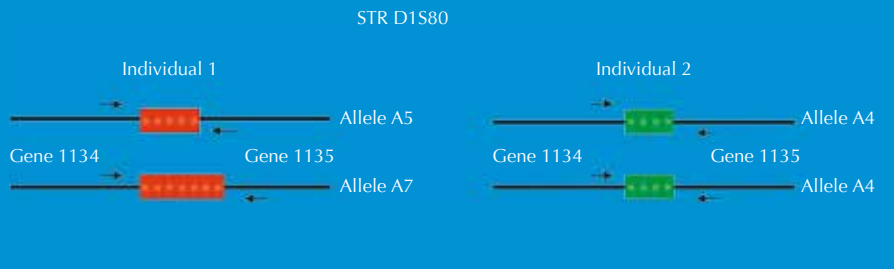 STR D1S80
Individual 1
Individual 2
Allele A5
Allele A4
Gene 1134
Gene 1135
Gene 1134
Gene 1135
Allele A7
Allele A4